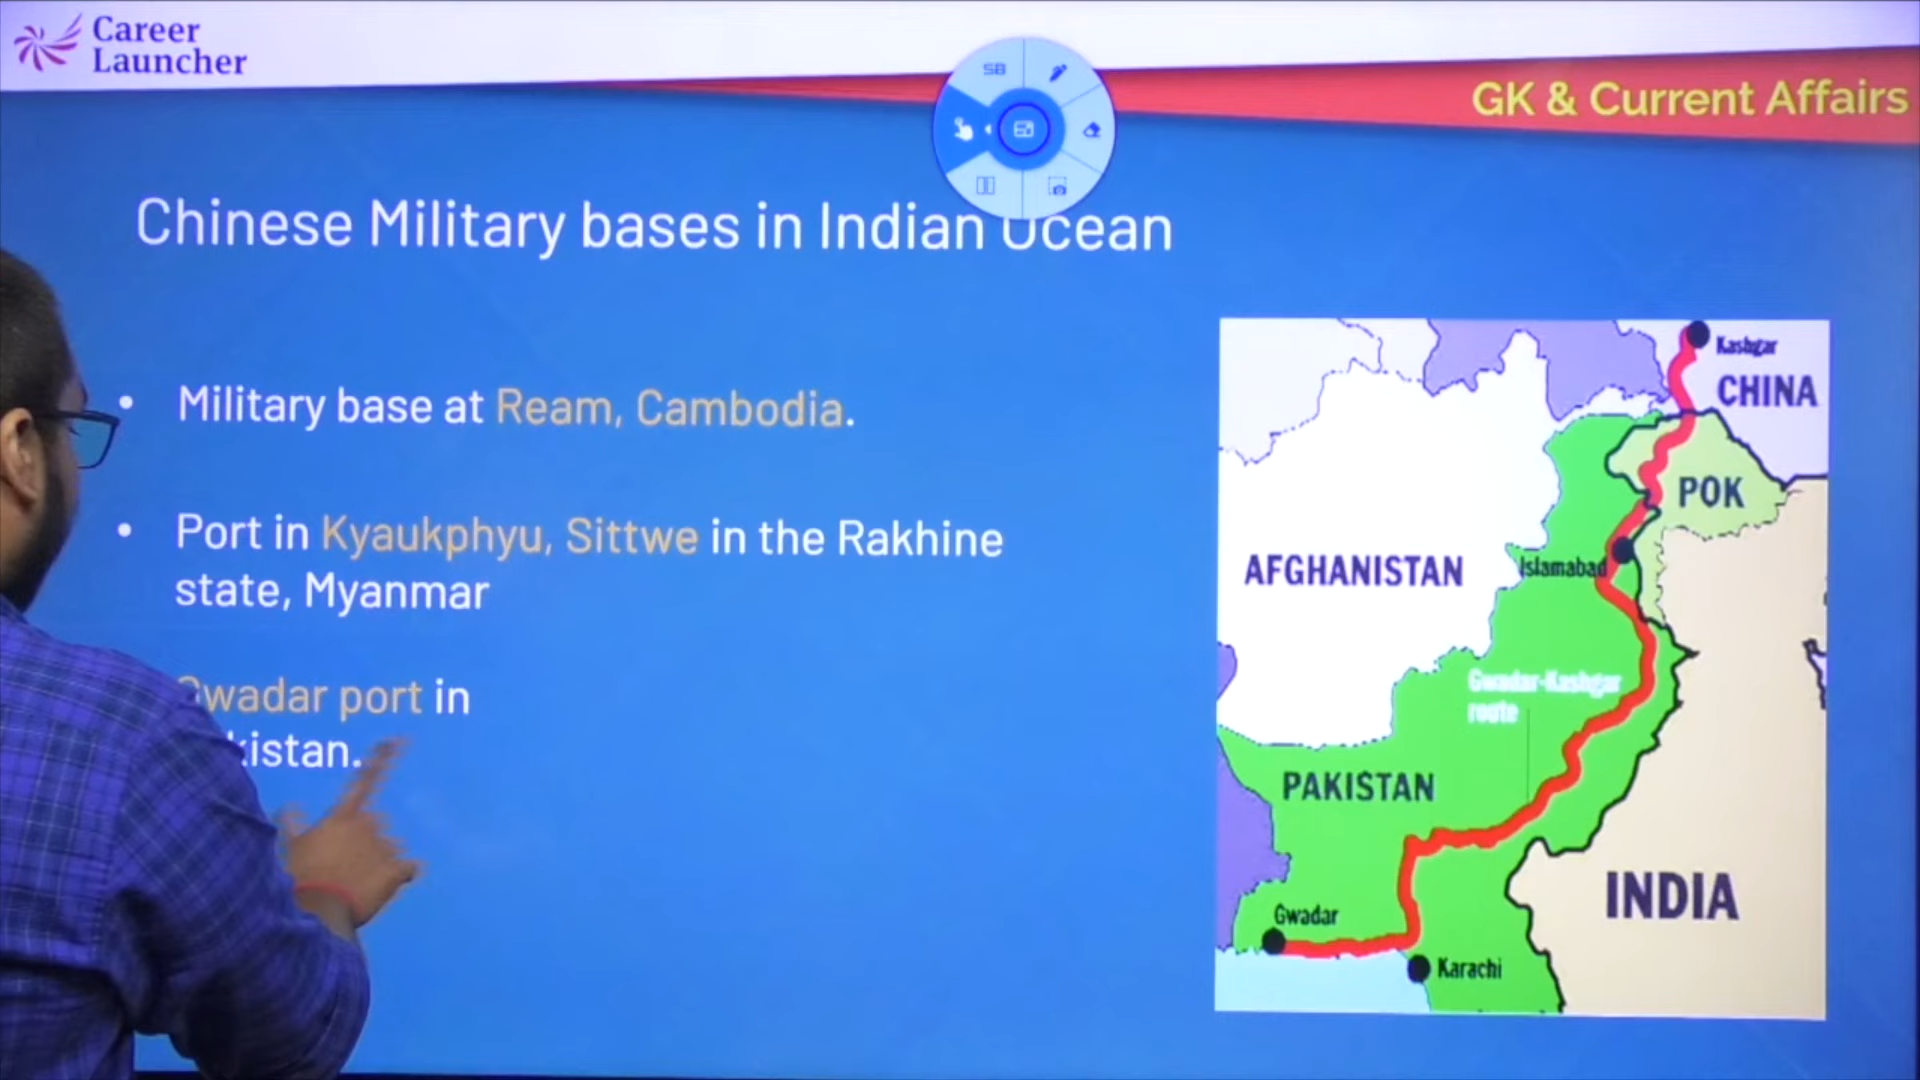 Career
Launcher
SB
GK & Current Affairs
Chinese Military bases in Indian Ocean
• Military base at Ream, Cambodia.
• Port in Kyaukphyu, Sittwe in the Rakhine
state, Myanmar
Gwadar port in
kistan.
Kashgar
CHINA
POK
Islamabad
AFGHANISTAN
Gwadar-Kashgar
route
PAKISTAN
INDIA
Gwadar
Karachi